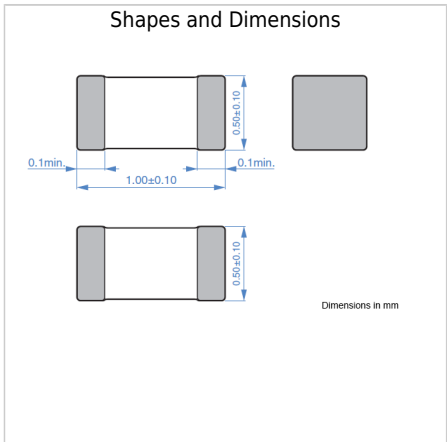 Shapes and Dimensions
0.50±0.10
0.1min.
0.1min.
1.00±0.10
0.50±0.10
Dimensions in mm